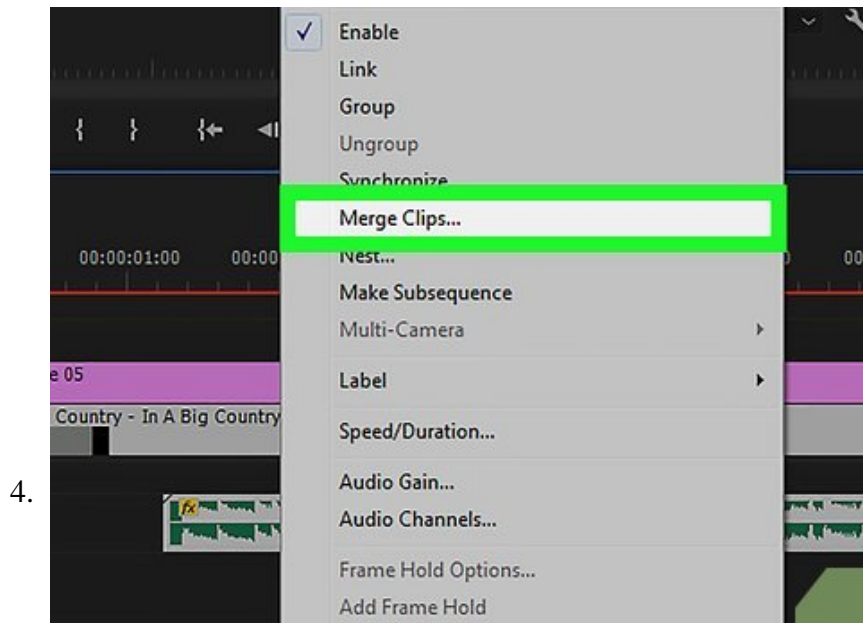 Enable
Link
Group
Ungroup
Synchronize
Merge Clips...
00:00:01:00 00:00
Nest...
00
Make Subsequence
Multi-Camera
e 05
Label
Country - In A Big Country
Speed/Duration...
4.
Audio Gain...
fx
Audio Channels...
Frame Hold Options...
Add Frame Hold